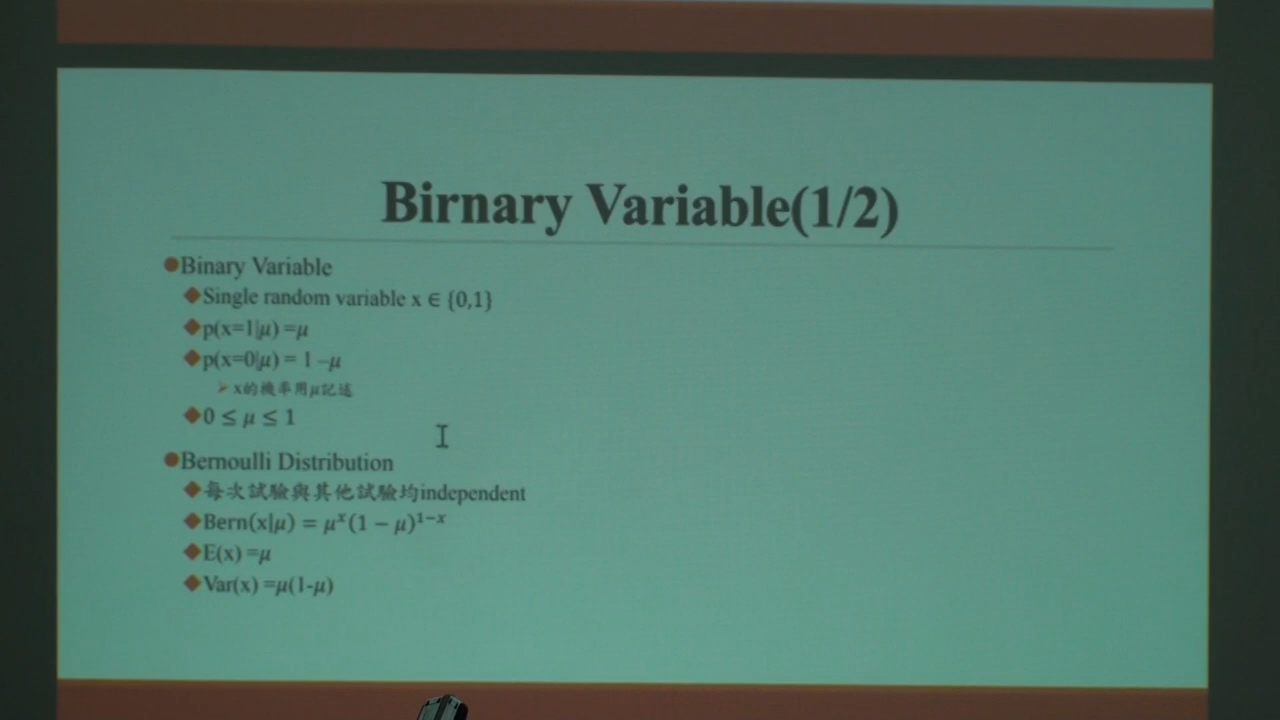 Birnary Variable(1/2)
Binary Variable
Single random variable x ∈ {0,1}
p(x=1|μ) =μ
p(x=0|μ) = 1 –μ
x的機率用μ記述
0 ≤ μ ≤ 1
Bernoulli Distribution
每次試驗與其他試驗均independent
Bern(x|μ) = μˣ(1 − μ)¹⁻ˣ
E(x) =μ
Var(x) =μ(1-μ)